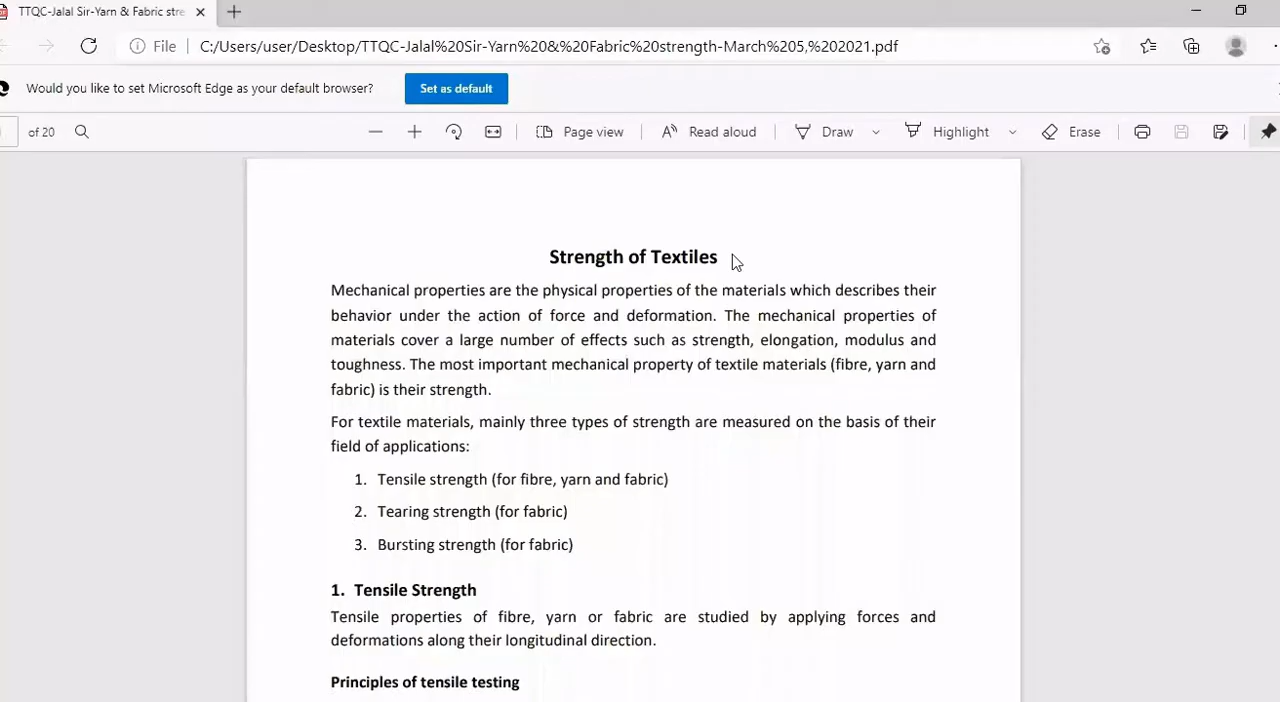 TTQC-Jalal Sir-Yarn & Fabric stre
File
C:/Users/user/Desktop/TTQC-Jalal%20Sir-Yarn%20&%20Fabric%20strength-March%205,%202021.pdf
Would you like to set Microsoft Edge as your default browser?
Set as default
of 20
Page view
Read aloud
Draw
Highlight
Erase
Strength of Textiles
Mechanical properties are the physical properties of the materials which describes their
behavior under the action of force and deformation. The mechanical properties of
materials cover a large number of effects such as strength, elongation, modulus and
toughness. The most important mechanical property of textile materials (fibre, yarn and
fabric) is their strength.
For textile materials, mainly three types of strength are measured on the basis of their
field of applications:
1. Tensile strength (for fibre, yarn and fabric)
2. Tearing strength (for fabric)
3. Bursting strength (for fabric)
1. Tensile Strength
Tensile properties of fibre, yarn or fabric are studied by applying forces and
deformations along their longitudinal direction.
Principles of tensile testing